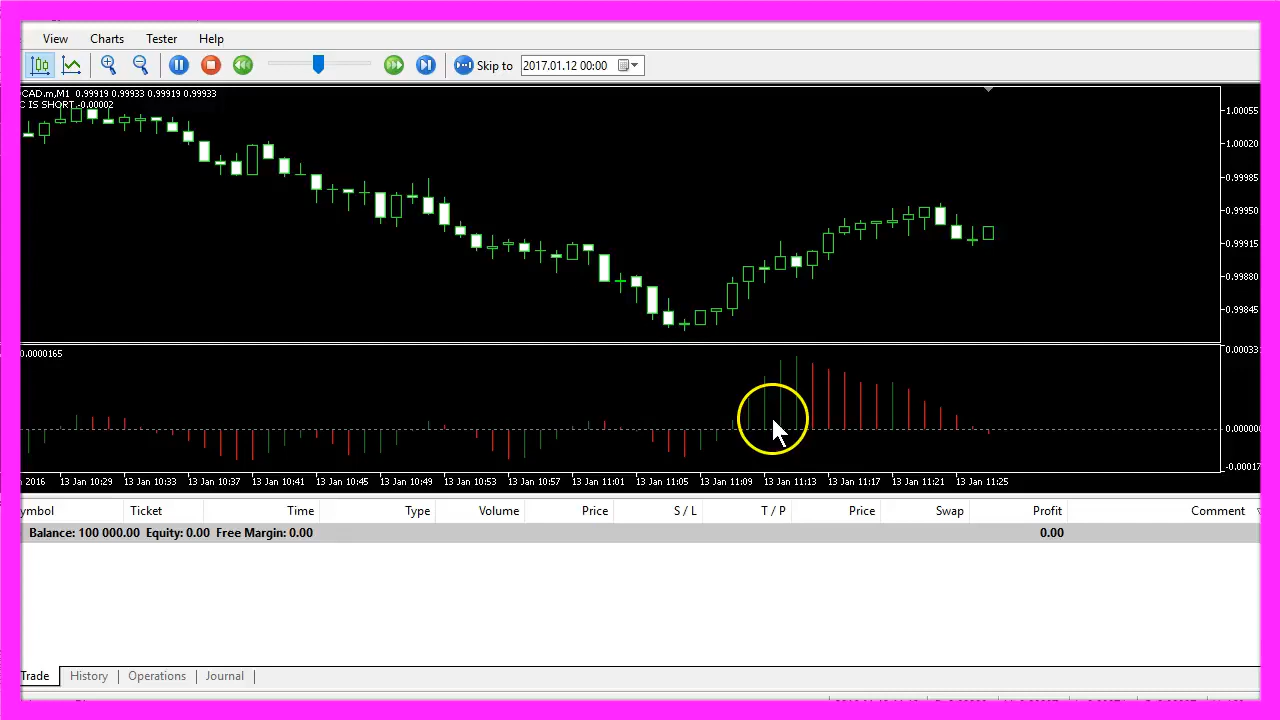 View Charts Tester Help
Skip to 2017.01.12 00:00
CAD.m,M1 0.99919 0.99933 0.99919 0.99933
C IS SHORT -0.00002
1.00055
1.00020
0.99985
0.99950
0.99915
0.99880
0.99845
0.0000165
0.00033
0.00000
-0.00017
2016 13 Jan 10:29 13 Jan 10:33 13 Jan 10:37 13 Jan 10:41 13 Jan 10:45 13 Jan 10:49 13 Jan 10:53 13 Jan 10:57 13 Jan 11:01 13 Jan 11:05 13 Jan 11:09 13 Jan 11:13 13 Jan 11:17 13 Jan 11:21 13 Jan 11:25
ymbol Ticket Time Type Volume Price S / L T / P Price Swap Profit Comment
Balance: 100 000.00 Equity: 0.00 Free Margin: 0.00 0.00
Trade History Operations Journal